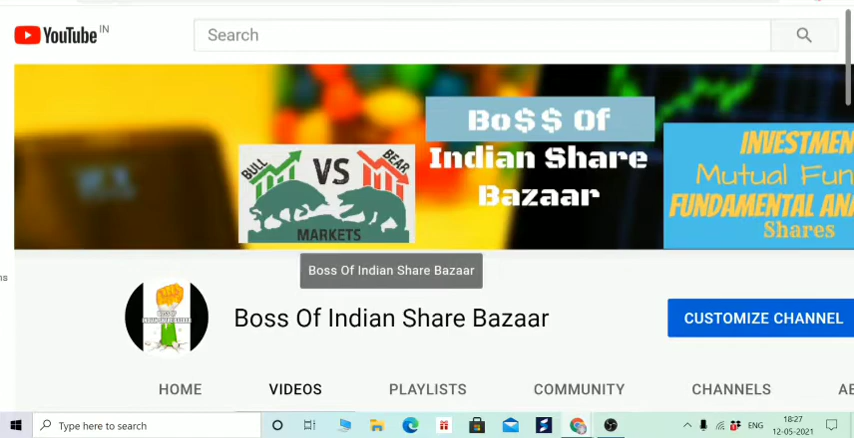 YouTube IN
Search
Bo$$ Of
Indian Share
Bazaar
BULL VS BEAR
MARKETS
INVESTMEN
Mutual Fun
FUNDAMENTAL ANA
Shares
Boss Of Indian Share Bazaar
Boss Of Indian Share Bazaar
CUSTOMIZE CHANNEL
HOME VIDEOS PLAYLISTS COMMUNITY CHANNELS AB
Type here to search
ENG
18:27
12-05-2021